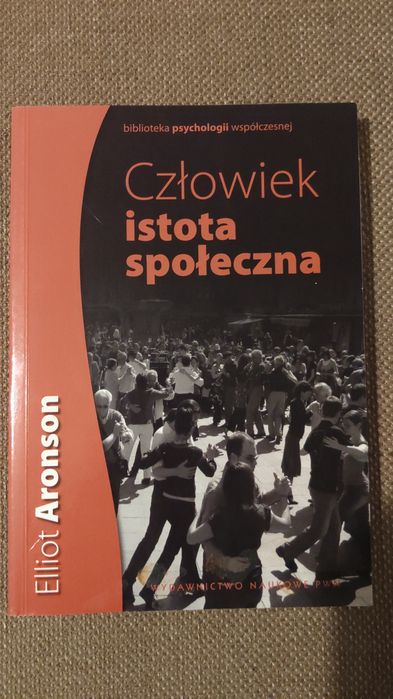 biblioteka psychologii współczesnej
Człowiek
istota
społeczna
Elliot Aronson
WYDAWNICTWO NAUKOWE PWN